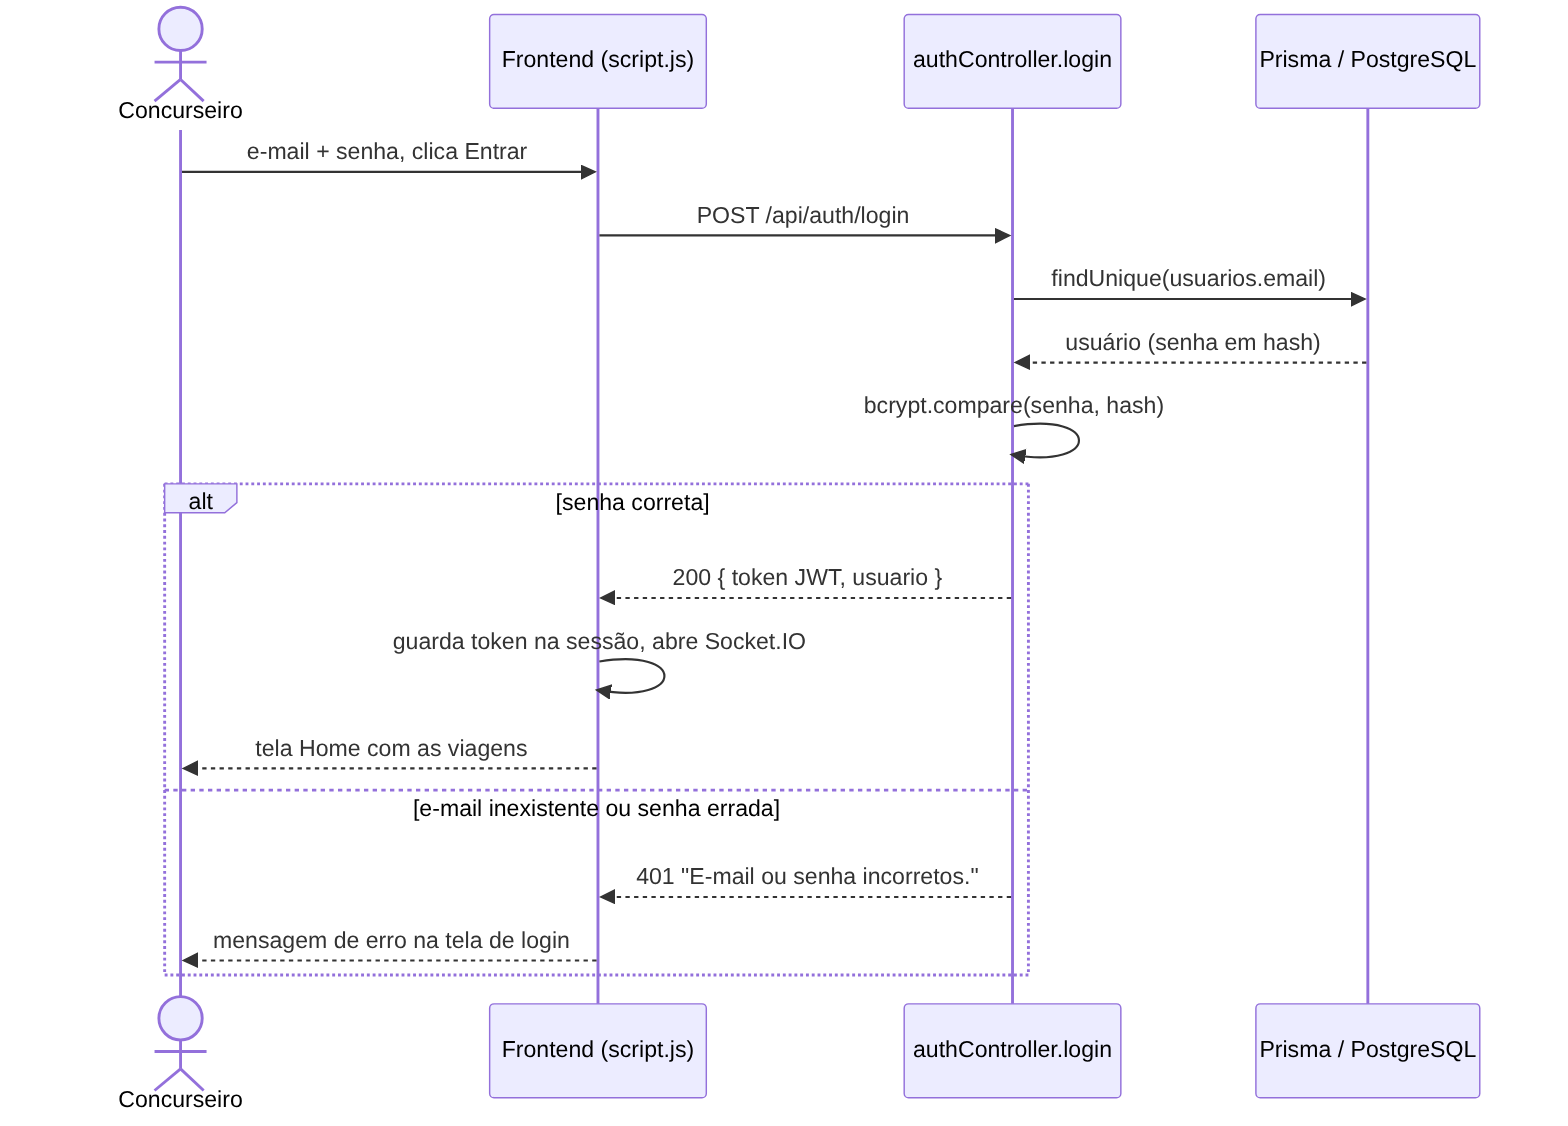 Concurseiro
Frontend (script.js)
authController.login
Prisma / PostgreSQL
e-mail + senha, clica Entrar
POST /api/auth/login
findUnique(usuarios.email)
usuário (senha em hash)
bcrypt.compare(senha, hash)
alt
[senha correta]
200 { token JWT, usuario }
guarda token na sessão, abre Socket.IO
tela Home com as viagens
[e-mail inexistente ou senha errada]
401 "E-mail ou senha incorretos."
mensagem de erro na tela de login
Concurseiro
Frontend (script.js)
authController.login
Prisma / PostgreSQL